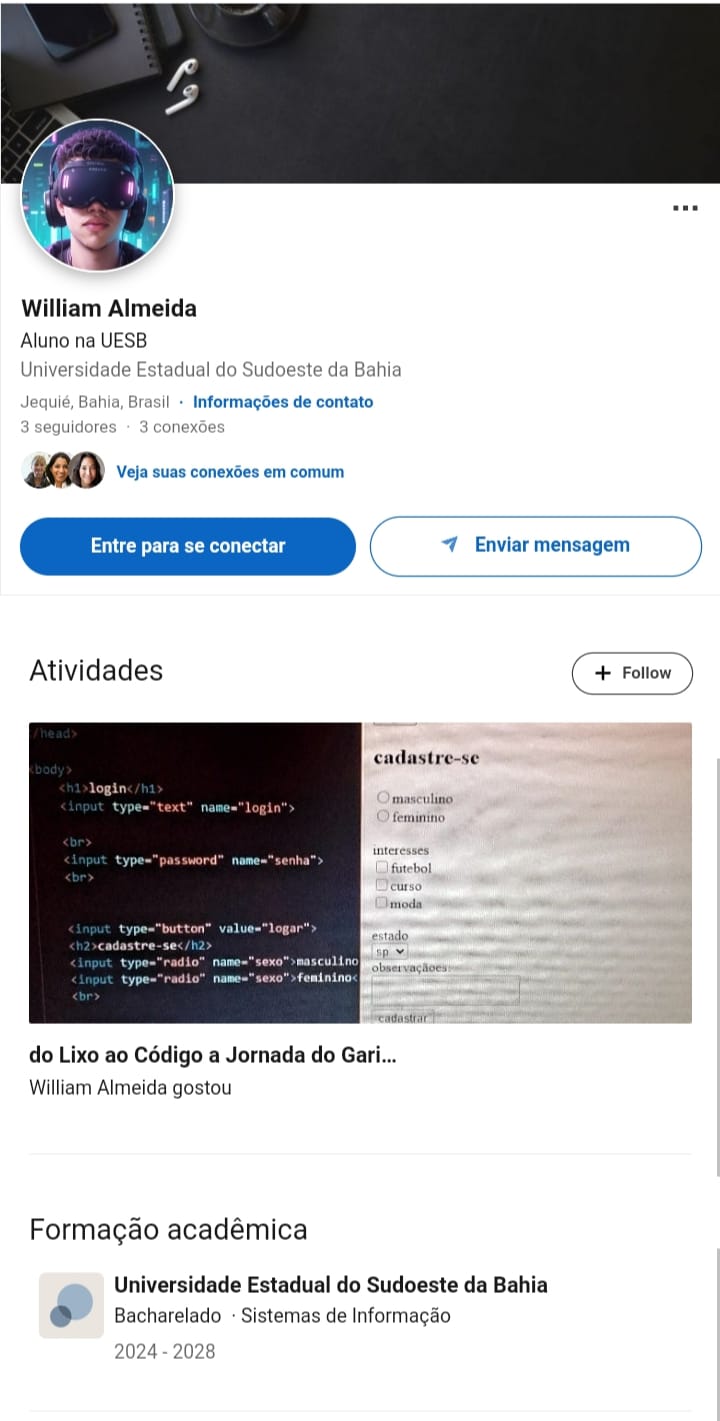 William Almeida
Aluno na UESB
Universidade Estadual do Sudoeste da Bahia
Jequié, Bahia, Brasil · Informações de contato
3 seguidores · 3 conexões
Veja suas conexões em comum
Entre para se conectar
Enviar mensagem
Atividades
+ Follow
/head>
<body>
<h1>login</h1>
<input type="text" name="login">
<br>
<input type="password" name="senha">
<br>
<input type="button" value="logar">
<h2>cadastre-se</h2>
<input type="radio" name="sexo">masculino
<input type="radio" name="sexo">feminino<
<br>
cadastre-se
masculino
feminino
interesses
futebol
curso
moda
estado
sp
observaçãoes:
cadastrar
do Lixo ao Código a Jornada do Gari...
William Almeida gostou
Formação acadêmica
Universidade Estadual do Sudoeste da Bahia
Bacharelado · Sistemas de Informação
2024 - 2028